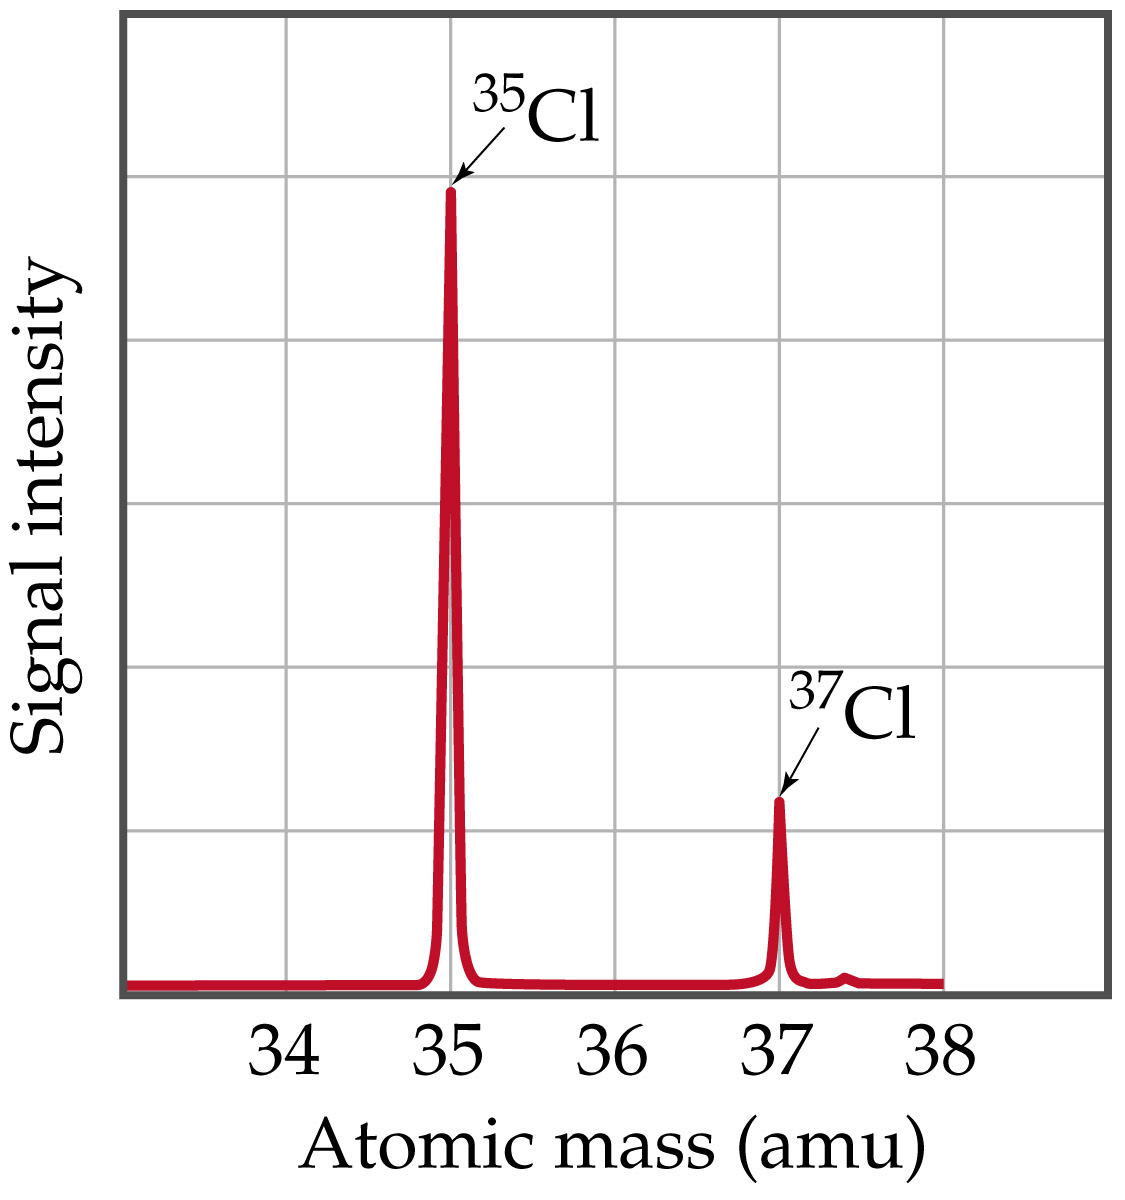 ³⁵Cl
³⁷Cl
Signal intensity
34 35 36 37 38
Atomic mass (amu)